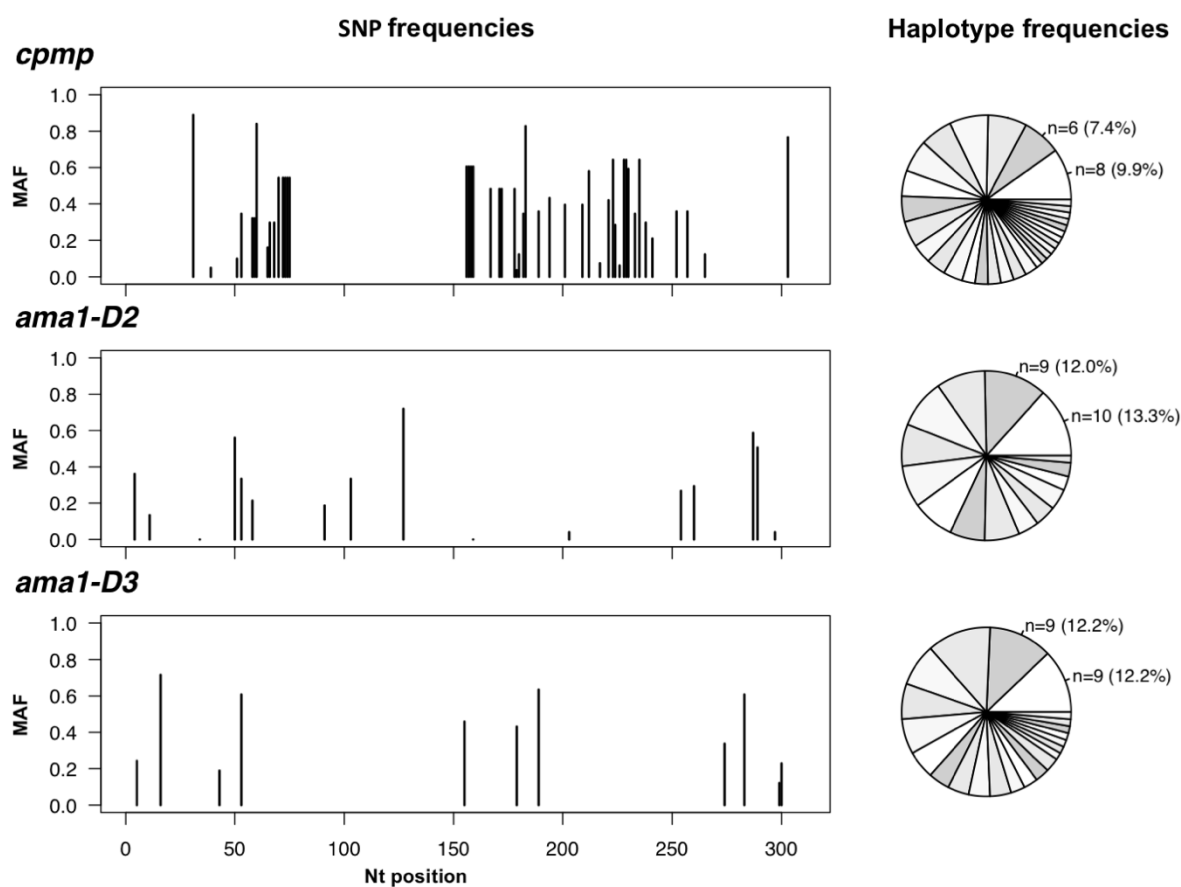 SNP frequencies
Haplotype frequencies
cpmp
1.0
0.8
0.6
0.4
0.2
0.0
MAF
n=6 (7.4%)
n=8 (9.9%)
ama1-D2
1.0
0.8
0.6
0.4
0.2
0.0
MAF
n=9 (12.0%)
n=10 (13.3%)
ama1-D3
1.0
0.8
0.6
0.4
0.2
0.0
MAF
n=9 (12.2%)
n=9 (12.2%)
0 50 100 150 200 250 300
Nt position